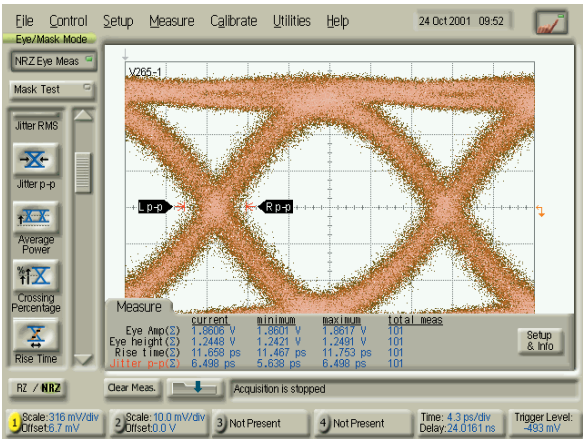 File Control Setup Measure Calibrate Utilities Help 24 Oct 2001 09:52
Eye/Mask Mode
NRZ Eye Meas
Mask Test
Jitter RMS
Jitter p-p
Average
Power
Crossing
Percentage
Rise Time
V265-1
L p-p
R p-p
Measure
current minimum maximum total meas
Eye Amp(Σ) 1.8606 V 1.8601 V 1.8617 V 101
Eye height(Σ) 1.2448 V 1.2421 V 1.2491 V 101
Rise time(Σ) 11.658 ps 11.467 ps 11.753 ps 101
Jitter p-p(Σ) 6.498 ps 5.638 ps 6.498 ps 101
Setup
& Info
RZ / NRZ
Clear Meas.
Acquisition is stopped
1 Scale:316 mV/div
Offset:6.7 mV
2 Scale:10.0 mV/div
Offset:0.0 V
3 Not Present
4 Not Present
Time: 4.3 ps/div
Delay:24.0161 ns
Trigger Level:
-493 mV